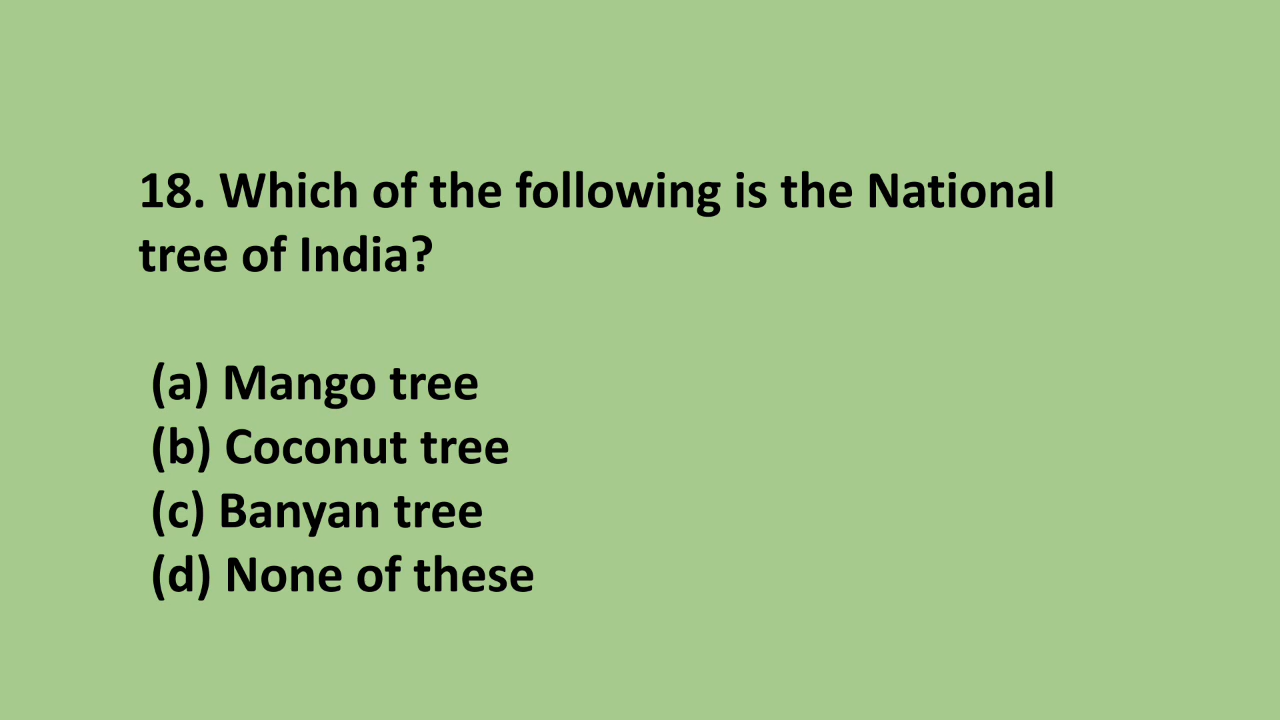 18. Which of the following is the National
tree of India?
(a) Mango tree
(b) Coconut tree
(c) Banyan tree
(d) None of these